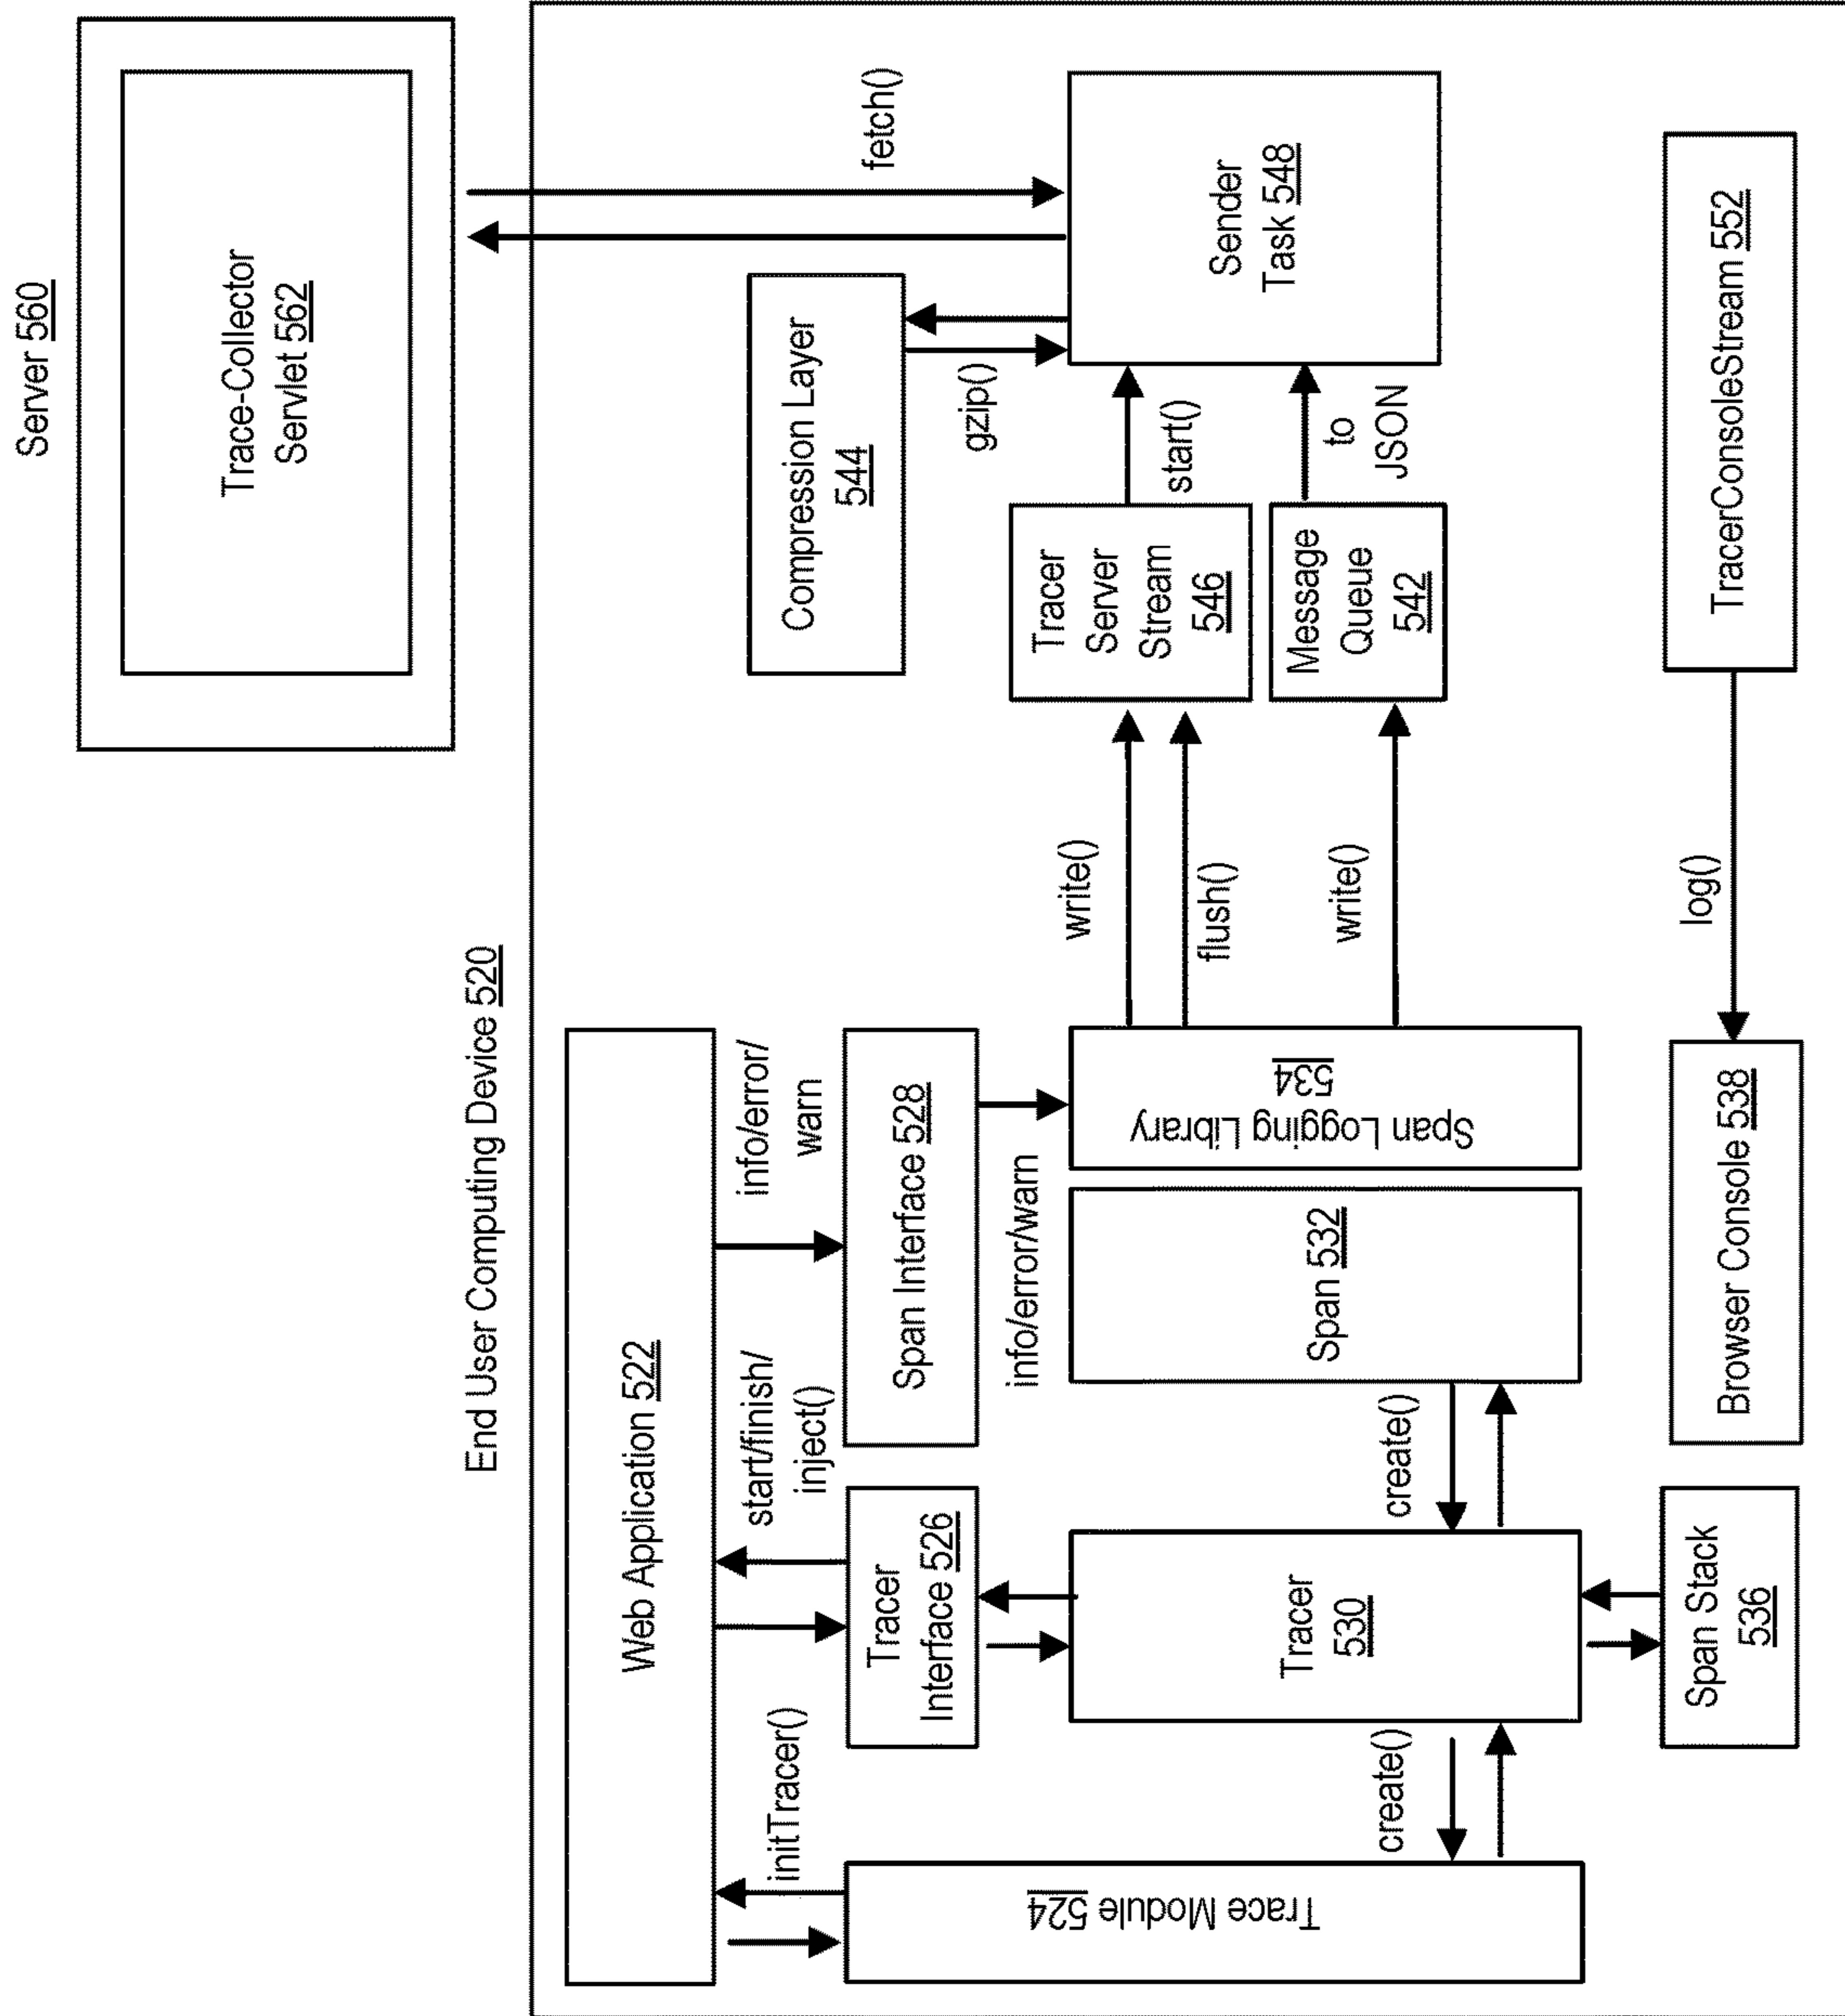 Server 560
Trace-Collector
Servlet 562
End User Computing Device 520
Web Application 522
initTracer()
start/finish/
inject()
info/error/
warn
Trace Module 524
Tracer
Interface 526
Span Interface 528
info/error/warn
create()
Tracer
530
create()
Span 532
Span Logging Library
534
Span Stack
536
Browser Console 538
write()
flush()
write()
log()
Compression Layer
544
gzip()
fetch()
Tracer
Server
Stream
546
start()
Message
Queue
542
to
JSON
Sender
Task 548
TracerConsoleStream 552